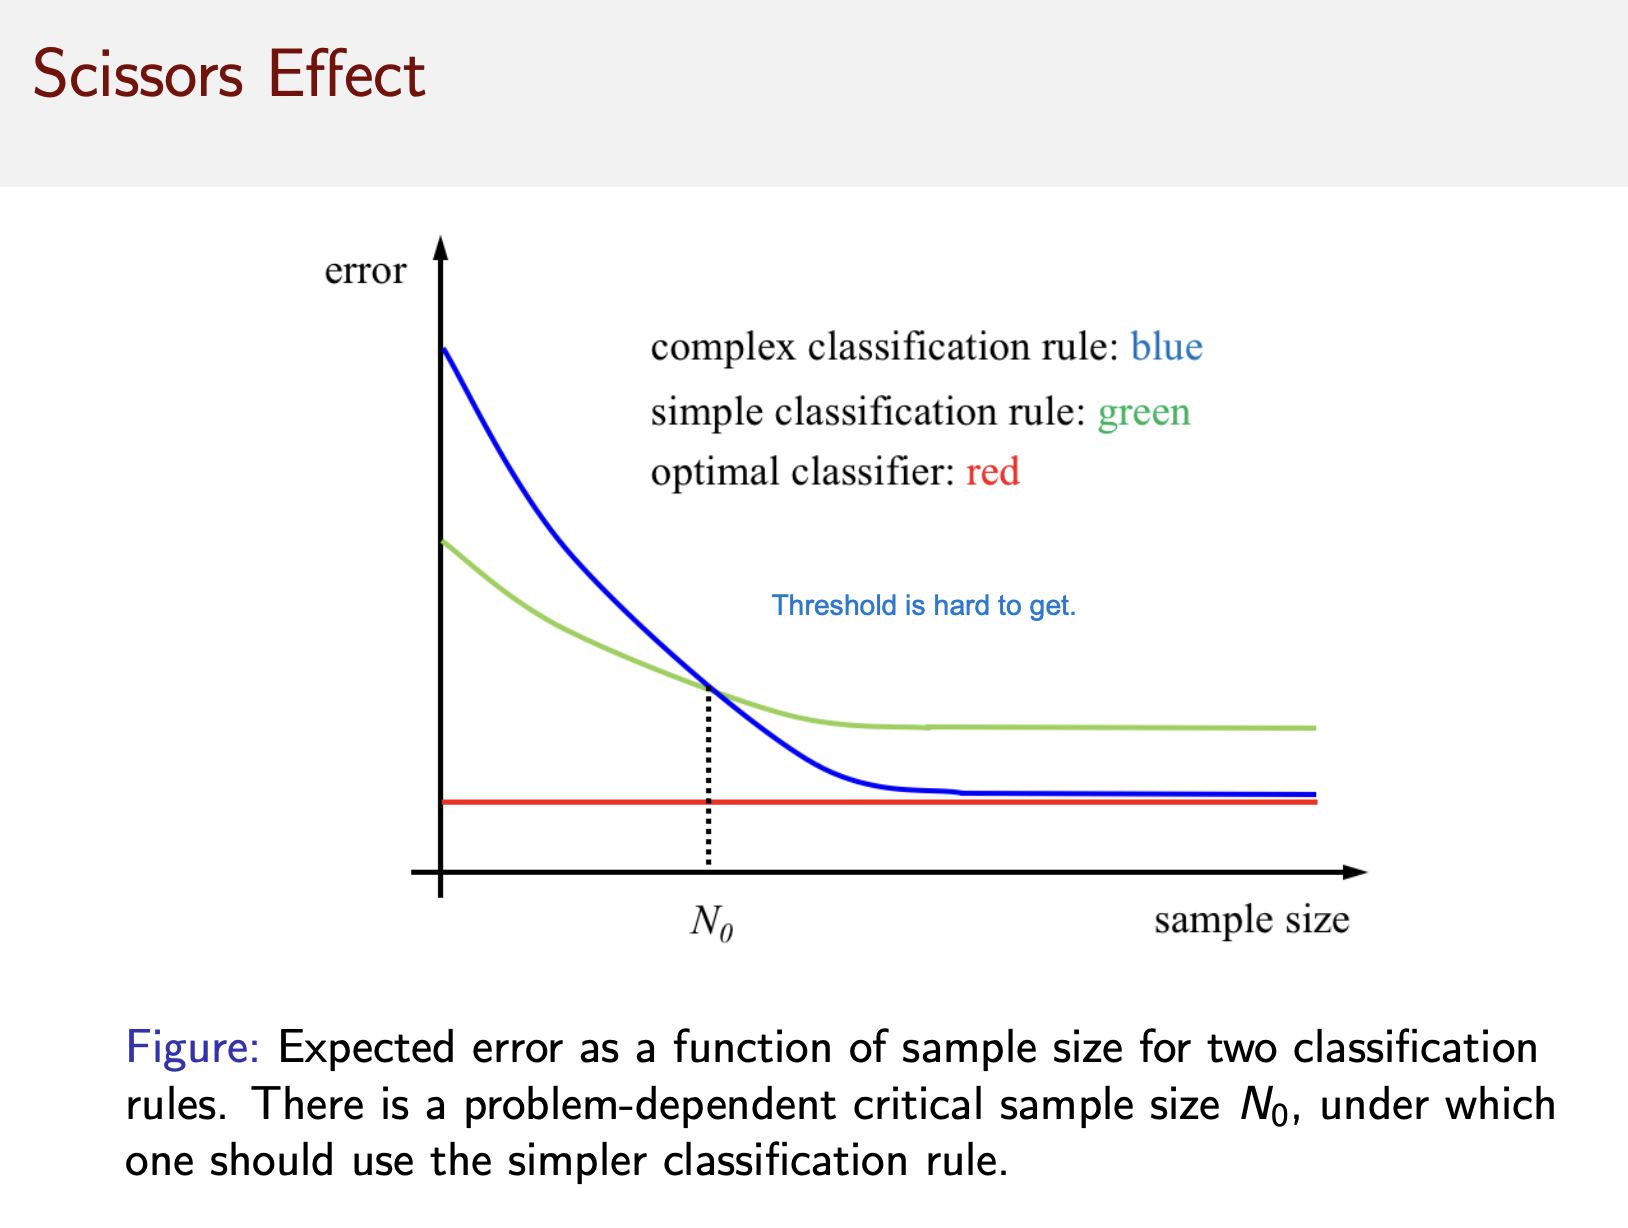 Scissors Effect
error
complex classification rule: blue
simple classification rule: green
optimal classifier: red
Threshold is hard to get.
N₀
sample size
Figure: Expected error as a function of sample size for two classification
rules. There is a problem-dependent critical sample size N₀, under which
one should use the simpler classification rule.